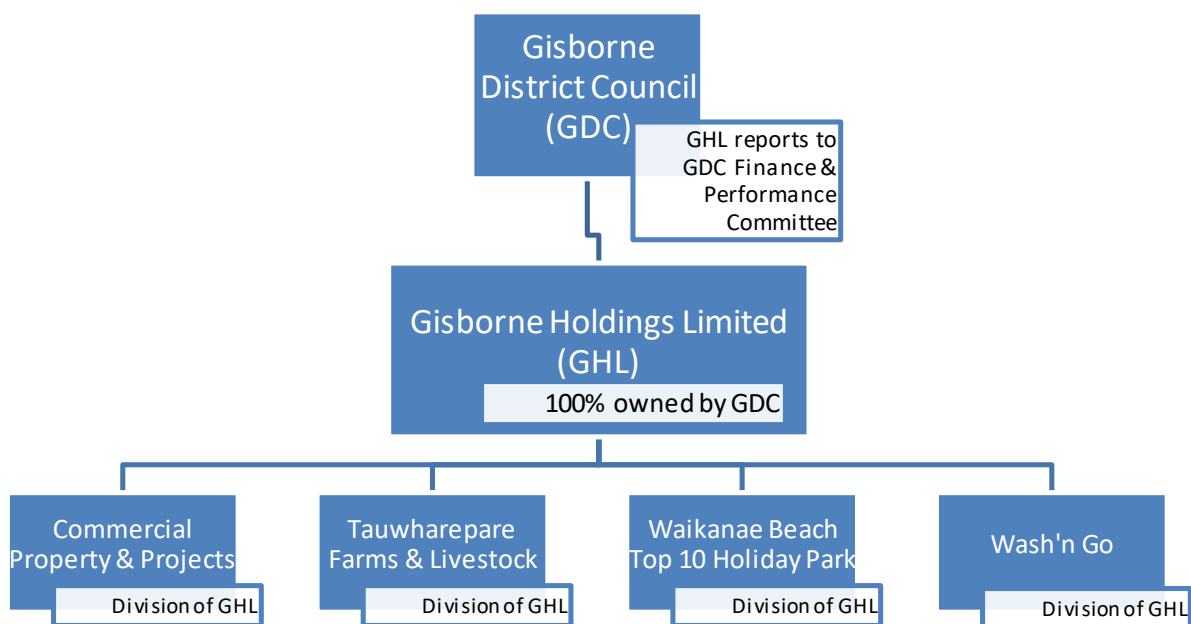 Gisborne
District Council
(GDC)
GHL reports to
GDC Finance &
Performance
Committee
Gisborne Holdings Limited
(GHL)
100% owned by GDC
Commercial
Property & Projects
Division of GHL
Tauwharepare
Farms & Livestock
Division of GHL
Waikanae Beach
Top 10 Holiday Park
Division of GHL
Wash'n Go
Division of GHL